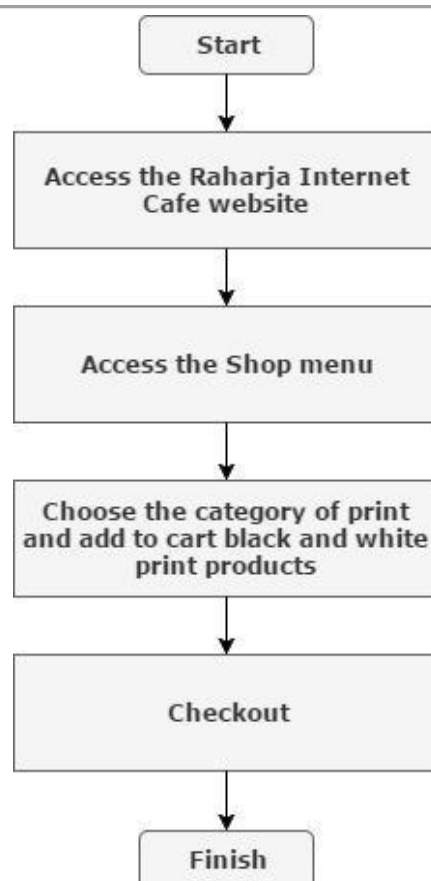 Start
Access the Raharja Internet
Cafe website
Access the Shop menu
Choose the category of print
and add to cart black and white
print products
Checkout
Finish